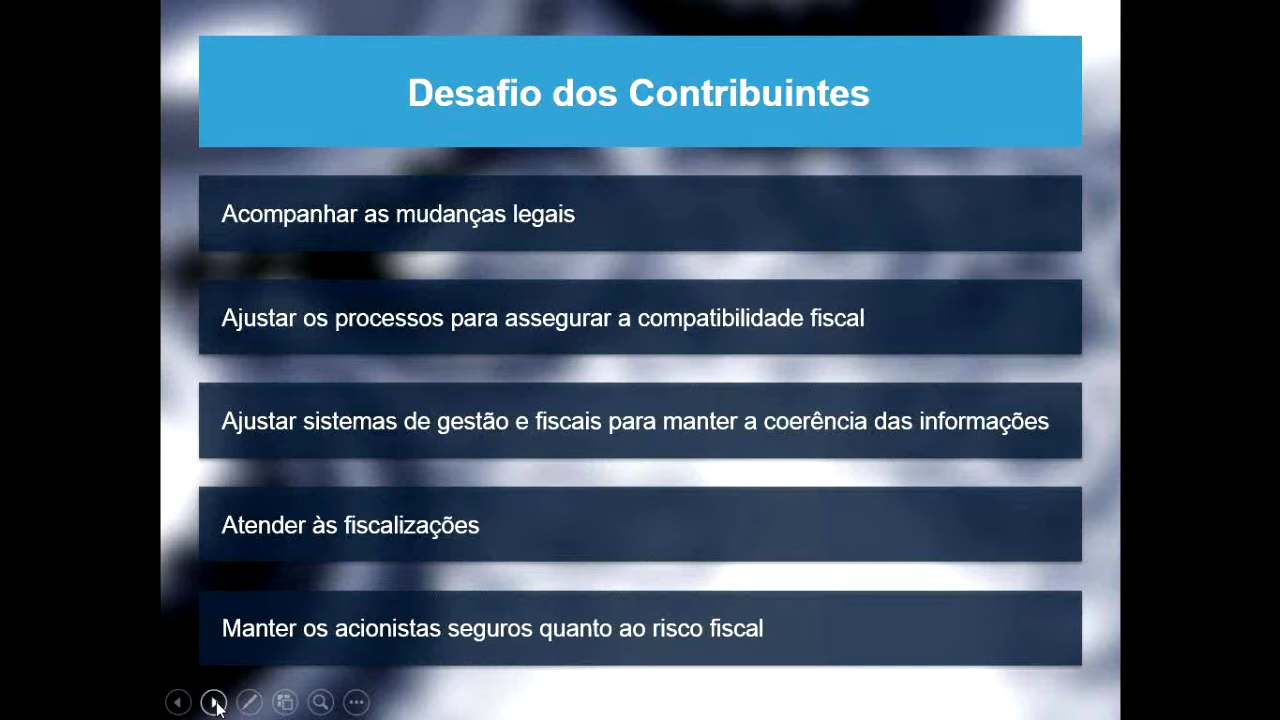 Desafio dos Contribuintes
Acompanhar as mudanças legais
Ajustar os processos para assegurar a compatibilidade fiscal
Ajustar sistemas de gestão e fiscais para manter a coerência das informações
Atender às fiscalizações
Manter os acionistas seguros quanto ao risco fiscal